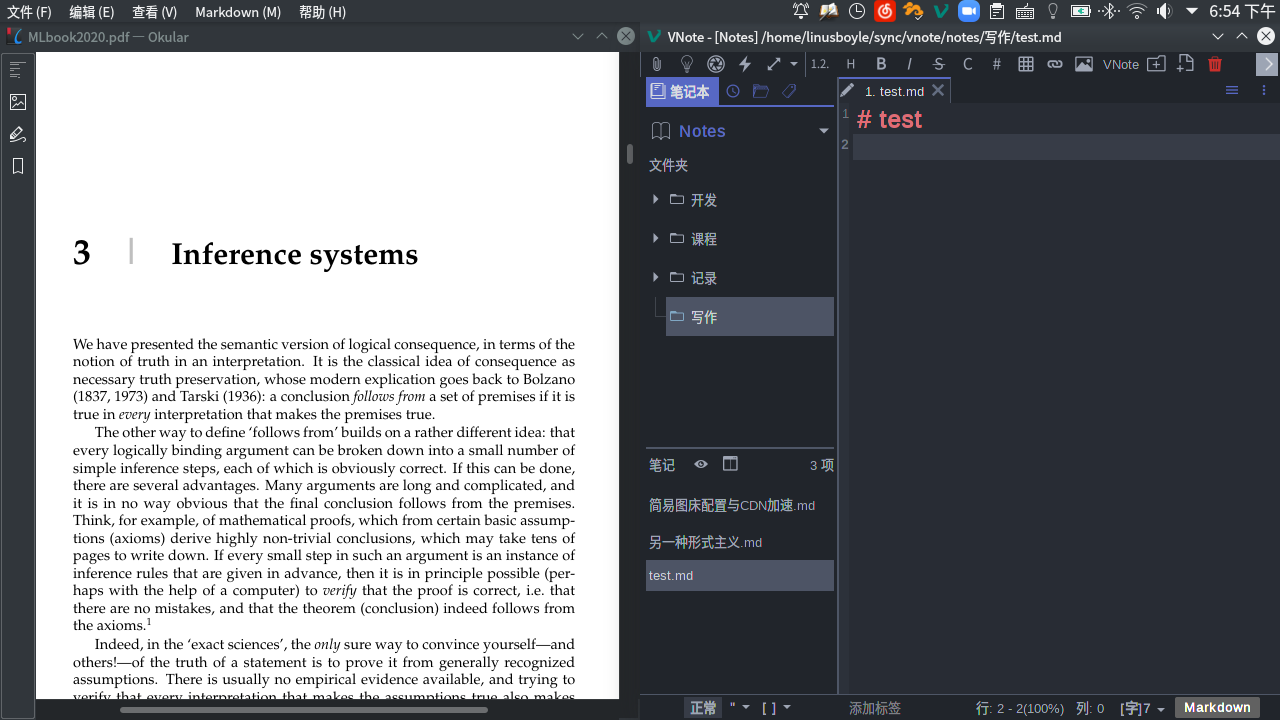 文件 (F) 编辑 (E) 查看 (V) Markdown (M) 帮助 (H) 6:54 下午
MLbook2020.pdf — Okular
3 Inference systems
We have presented the semantic version of logical consequence, in terms of the
notion of truth in an interpretation. It is the classical idea of consequence as
necessary truth preservation, whose modern explication goes back to Bolzano
(1837, 1973) and Tarski (1936): a conclusion follows from a set of premises if it is
true in every interpretation that makes the premises true.
The other way to define ‘follows from’ builds on a rather different idea: that
every logically binding argument can be broken down into a small number of
simple inference steps, each of which is obviously correct. If this can be done,
there are several advantages. Many arguments are long and complicated, and
it is in no way obvious that the final conclusion follows from the premises.
Think, for example, of mathematical proofs, which from certain basic assump-
tions (axioms) derive highly non-trivial conclusions, which may take tens of
pages to write down. If every small step in such an argument is an instance of
inference rules that are given in advance, then it is in principle possible (per-
haps with the help of a computer) to verify that the proof is correct, i.e. that
there are no mistakes, and that the theorem (conclusion) indeed follows from
the axioms.1
Indeed, in the ‘exact sciences’, the only sure way to convince yourself—and
others!—of the truth of a statement is to prove it from generally recognized
assumptions. There is usually no empirical evidence available, and trying to
verify that every interpretation that makes the assumptions true also makes
VNote - [Notes] /home/linusboyle/sync/vnote/notes/写作/test.md
1.2. H B I S C # VNote
笔记本
1. test.md
Notes
文件夹
开发
课程
记录
写作
笔记 3 项
简易图床配置与CDN加速.md
另一种形式主义.md
test.md
1 # test
2
正常 " [ ] 添加标签 行: 2 - 2(100%) 列: 0 [字]7 Markdown